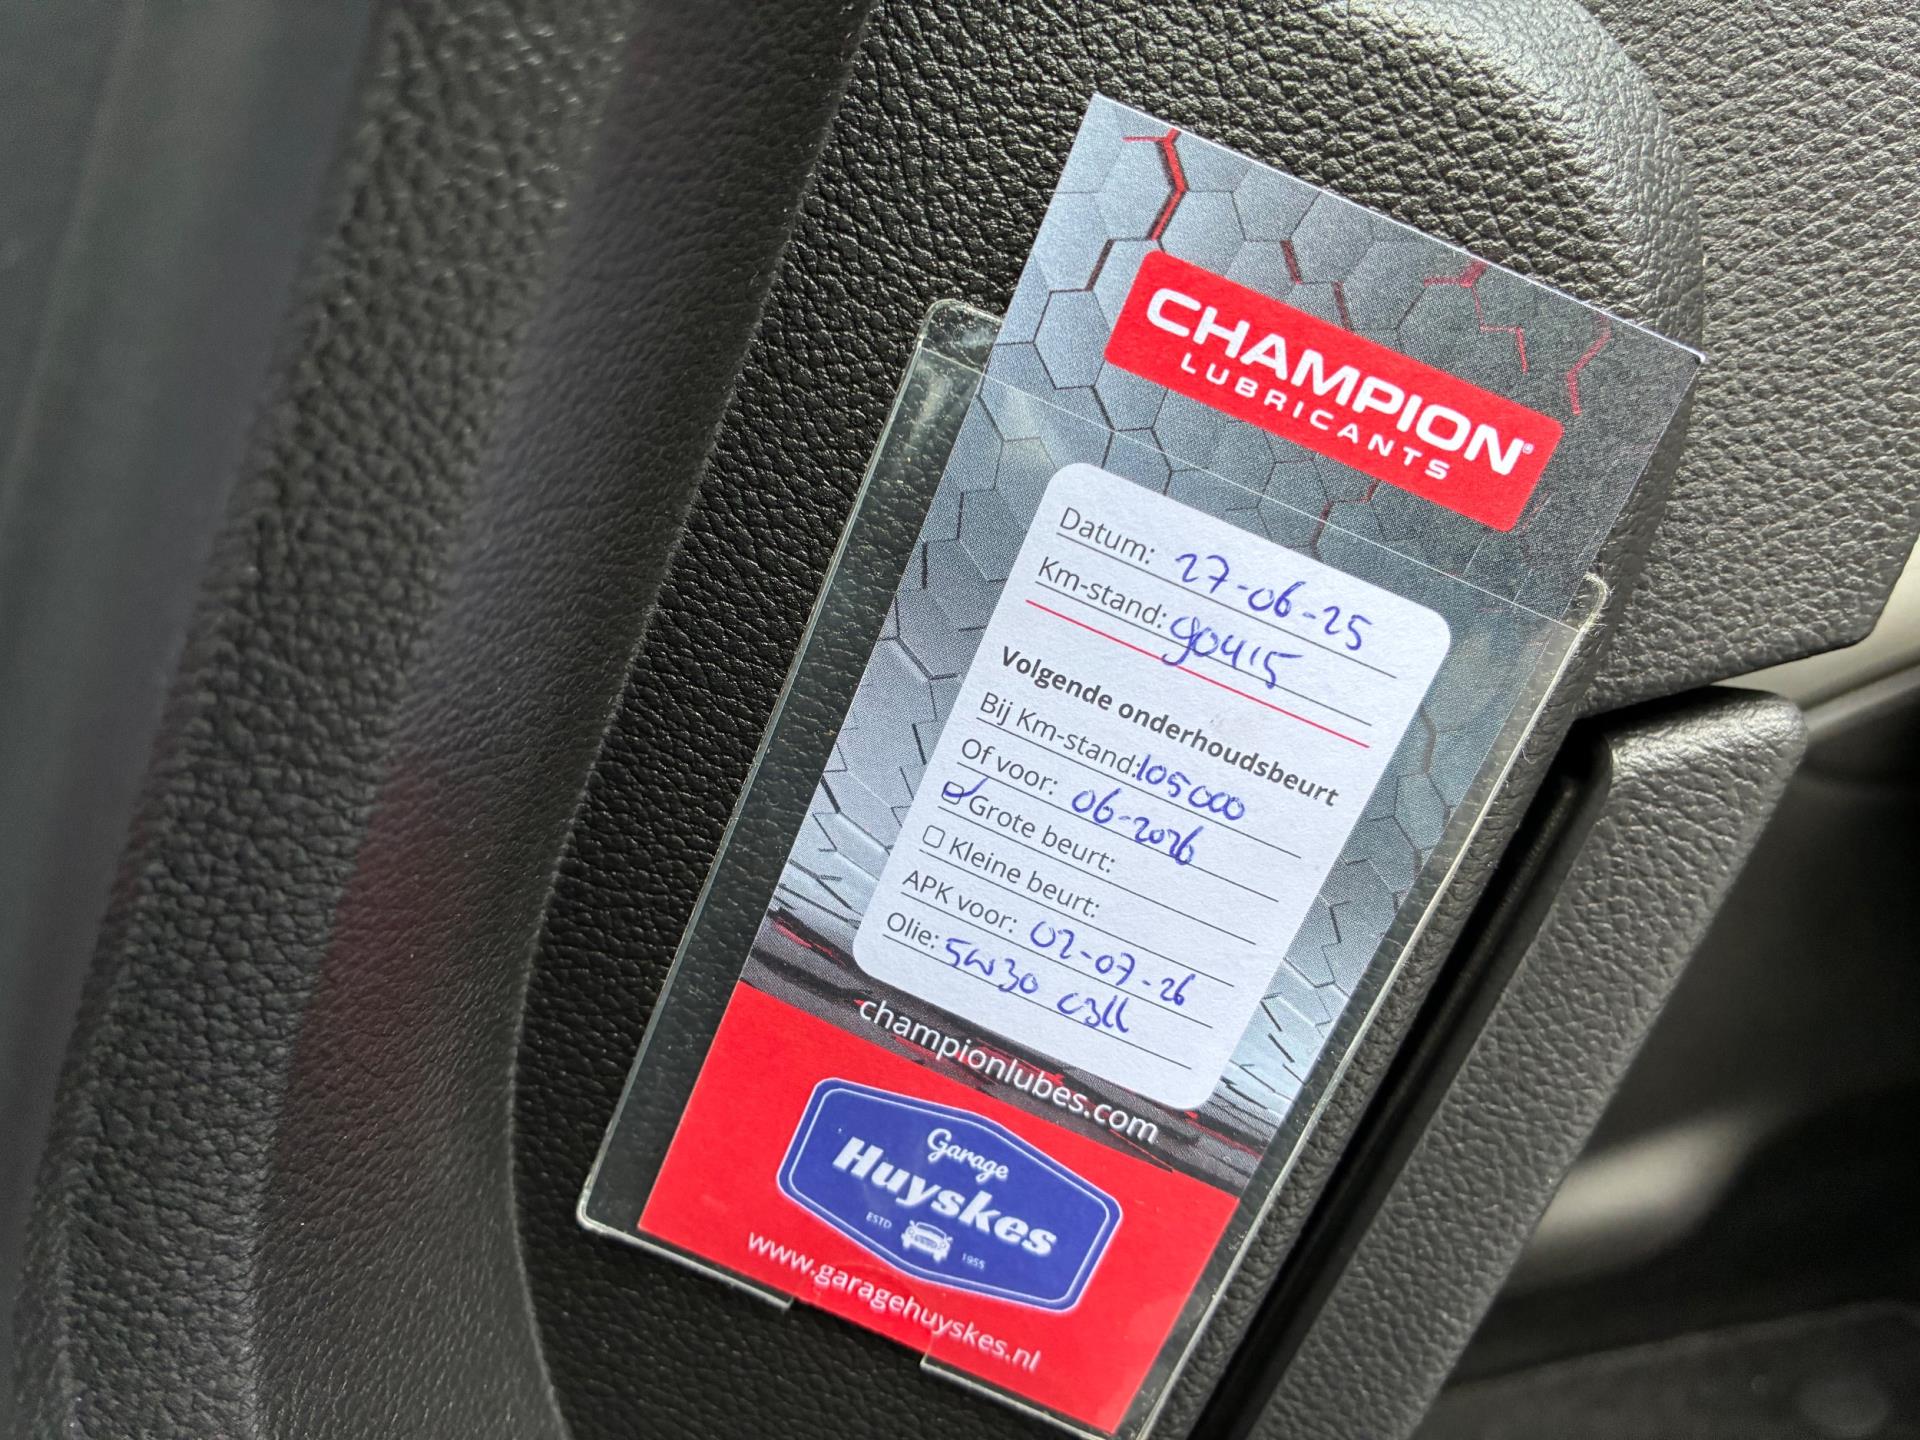 CHAMPION®
LUBRICANTS
Datum: 27-06-25
Km-stand: 90415
Volgende onderhoudsbeurt
Bij Km-stand: 105000
Of voor: 06-2026
Grote beurt:
Kleine beurt:
APK voor: 02-07-26
Olie: 5w30 c3ll
championlubes.com
Garage
Huyskes
ESTD 1955
www.garagehuyskes.nl